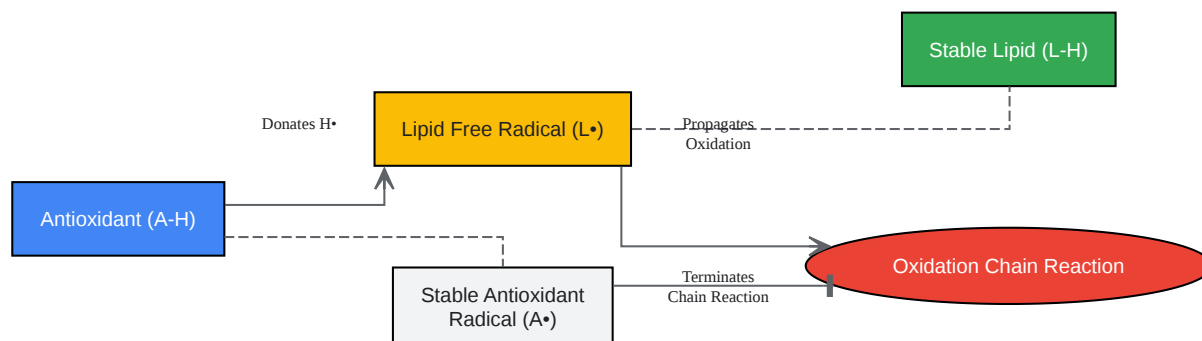 Stable Lipid (L-H)
Donates H•
Lipid Free Radical (L•)
Propagates
Oxidation
Antioxidant (A-H)
Oxidation Chain Reaction
Terminates
Chain Reaction
Stable Antioxidant
Radical (A•)